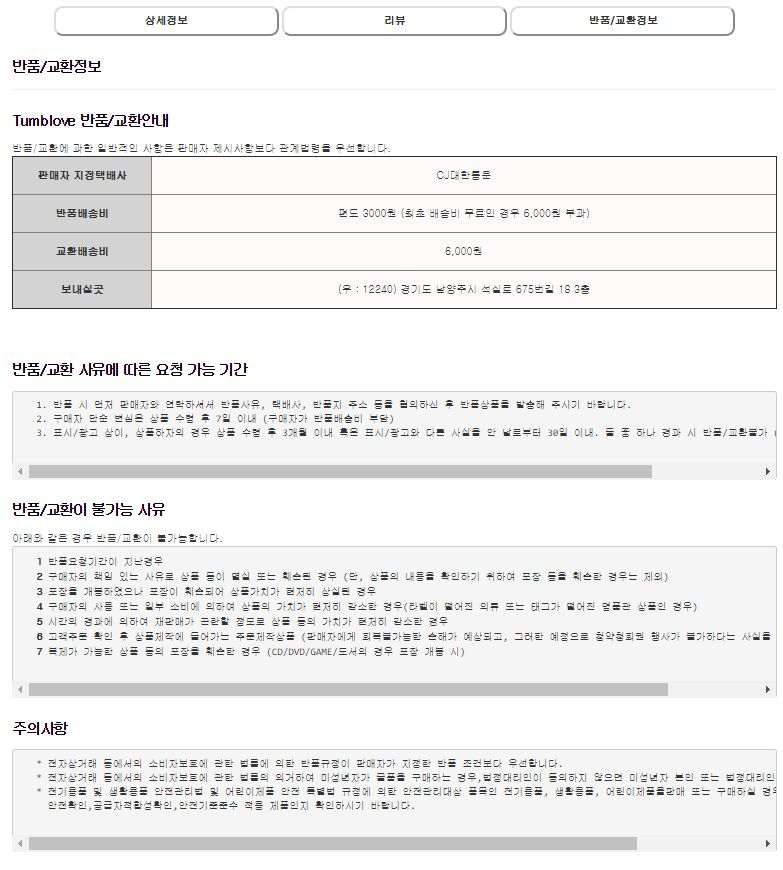 상세정보
리뷰
반품/교환정보
반품/교환정보
Tumblove 반품/교환안내
반품/교환에 과한 일반적인 사항은 판매자 제시사항보다 관계법령을 우선합니다.
판매자 지정택배사 CJ대한통운
반품배송비 편도 3000원 (최초 배송비 무료인 경우 6,000원 부과)
교환배송비 6,000원
보내실곳 (우 : 12240) 경기도 남양주시 석실로 675번길 18 3층
반품/교환 사유에 따른 요청 가능 기간
1. 반품 시 먼저 판매자와 연락하셔서 반품사유, 택배사, 반품지 주소 등을 협의하신 후 반품상품을 발송해 주시기 바랍니다.
2. 구매자 단순 변심은 상품 수령 후 7일 이내 (구매자가 반품배송비 부담)
3. 표시/광고 상이, 상품하자의 경우 상품 수령 후 3개월 이내 혹은 표시/광고와 다른 사실을 안 날로부터 30일 이내. 둘 중 하나 경과 시 반품/교환불가 (
반품/교환이 불가능 사유
아래와 같은 경우 반품/교환이 불가능합니다.
1 반품요청기간이 지난경우
2 구매자의 책임 있는 사유로 상품 등이 멸실 또는 훼손된 경우 (단, 상품의 내용을 확인하기 위하여 포장 등을 훼손한 경우는 제외)
3 포장을 개봉하였으나 포장이 훼손되어 상품가치가 현저히 상실된 경우
4 구매자의 사용 또는 일부 소비에 의하여 상품의 가치가 현저히 감소한 경우(라벨이 떨어진 의류 또는 태그가 떨어진 명품관 상품인 경우)
5 시간의 경과에 의하여 재판매가 곤란할 정도로 상품 등의 가치가 현저히 감소한 경우
6 고객주문 확인 후 상품제작에 들어가는 주문제작상품 (판매자에게 회복불가능한 손해가 예상되고, 그러한 예정으로 청약철회권 행사가 불가하다는 사실을
7 복제가 가능한 상품 등의 포장을 훼손한 경우 (CD/DVD/GAME/도서의 경우 포장 개봉 시)
주의사항
* 전자상거래 등에서의 소비자보호에 관한 법률에 의한 반품규정이 판매자가 지정한 반품 조건보다 우선합니다.
* 전자상거래 등에서의 소비자보호에 관한 법률의 의거하여 미성년자가 물품을 구매하는 경우,법정대리인이 동의하지 않으면 미성년자 본인 또는 법정대리인
* 전기용품 및 생활용품 안전관리법 및 어린이제품 안전 특별법 규정에 의한 안전관리대상 품목인 전기용품, 생활용품, 어린이제품을판매 또는 구매하실 경우
안전확인,공급자적합성확인,안전기준준수 적용 제품인지 확인하시기 바랍니다.